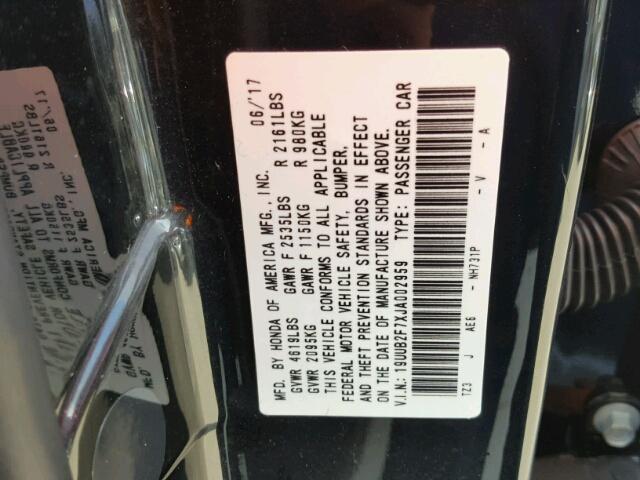 MFD. BY HONDA OF AMERICA MFG., INC. 06/'17
GVWR 4619LBS GAWR F 2535LBS R 2161LBS
GVWR 2095KG GAWR F 1150KG R 980KG
THIS VEHICLE CONFORMS TO ALL APPLICABLE
FEDERAL MOTOR VEHICLE SAFETY, BUMPER,
AND THEFT PREVENTION STANDARDS IN EFFECT
ON THE DATE OF MANUFACTURE SHOWN ABOVE.
V.I.N.: 19UUB2F7XJA002959 TYPE: PASSENGER CAR
TZ3 J AE6 NH731P - V - A